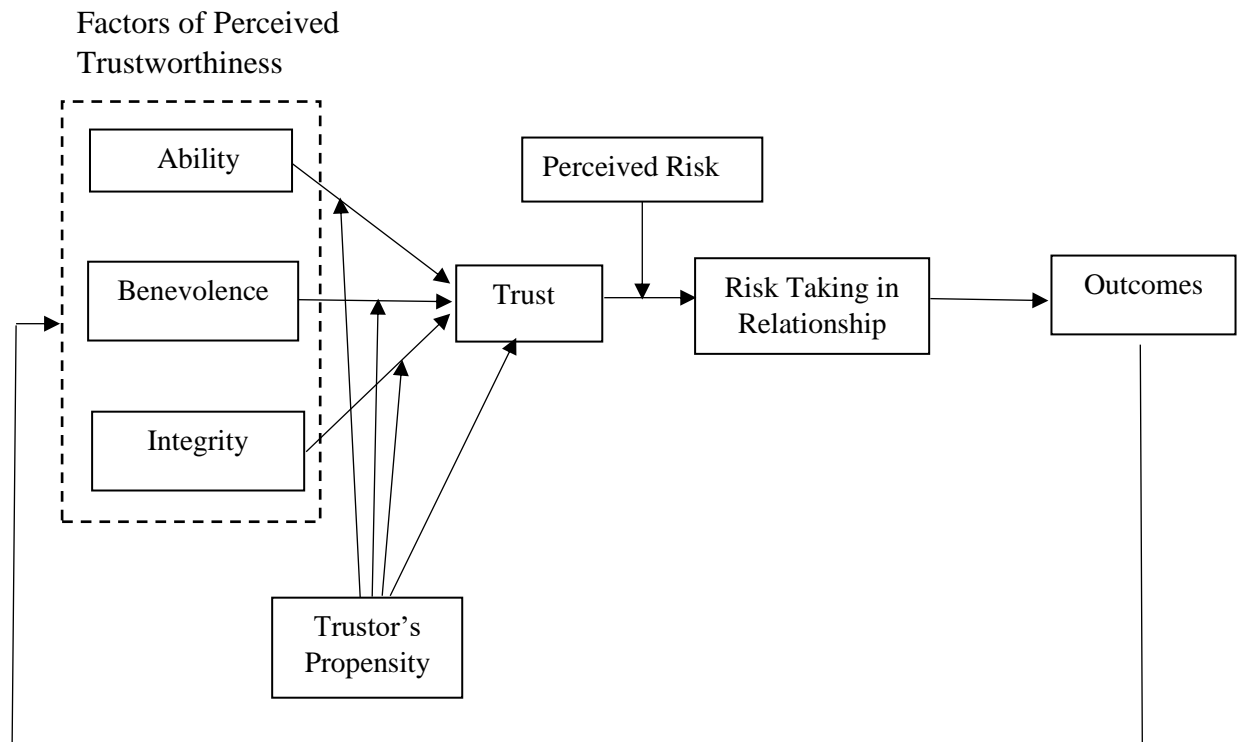 Factors of Perceived
Trustworthiness
Ability
Perceived Risk
Benevolence
Trust
Risk Taking in
Relationship
Outcomes
Integrity
Trustor’s
Propensity